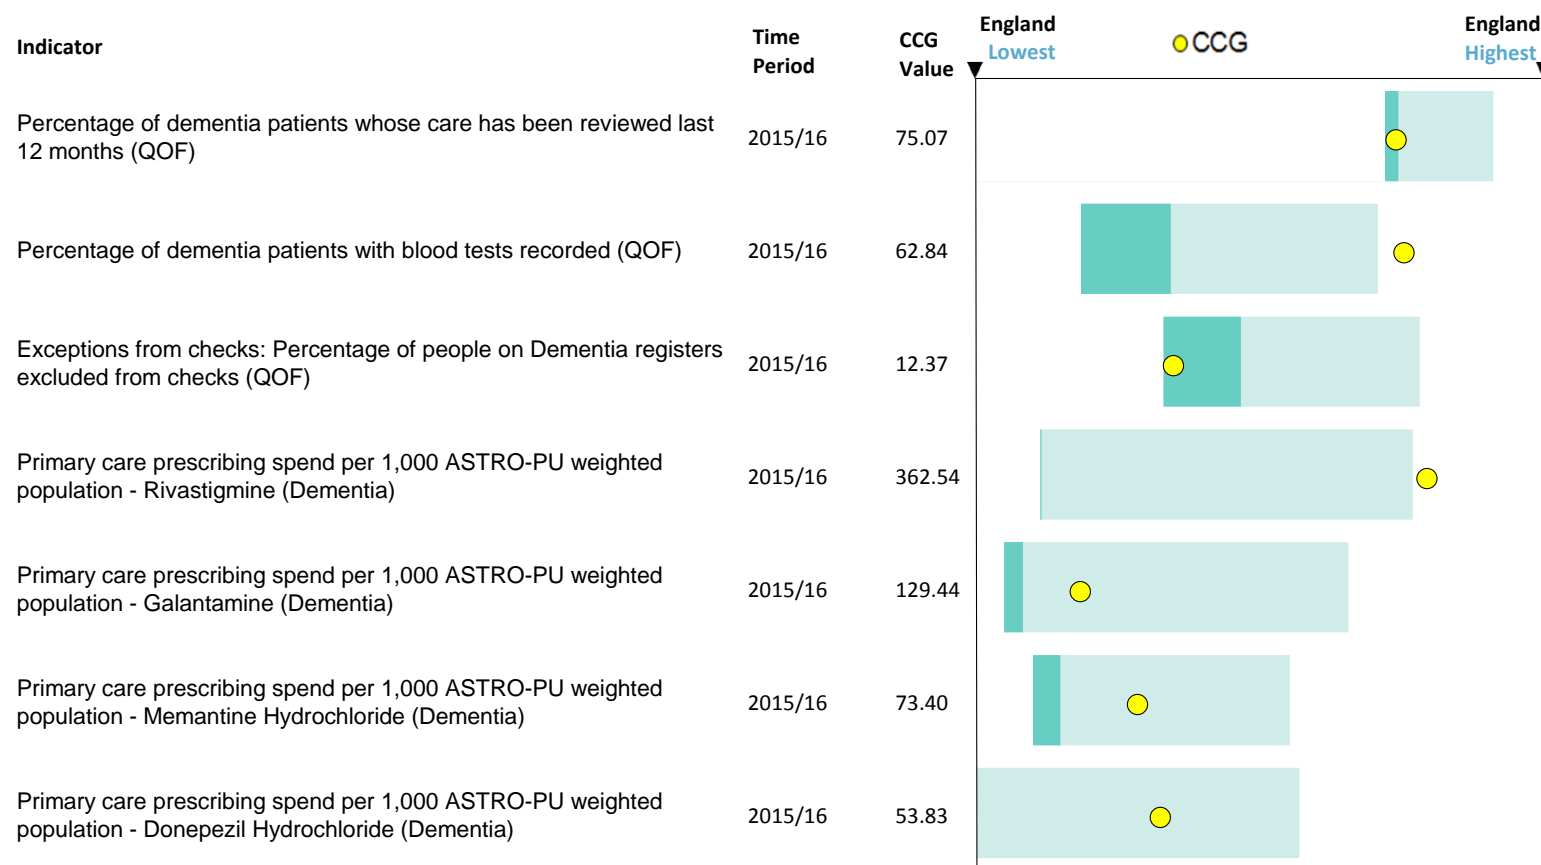 Indicator
Time
Period
CCG
Value
England
Lowest
CCG
England
Highest
Percentage of dementia patients whose care has been reviewed last
12 months (QOF)
2015/16
75.07
Percentage of dementia patients with blood tests recorded (QOF)
2015/16
62.84
Exceptions from checks: Percentage of people on Dementia registers
excluded from checks (QOF)
2015/16
12.37
Primary care prescribing spend per 1,000 ASTRO-PU weighted
population - Rivastigmine (Dementia)
2015/16
362.54
Primary care prescribing spend per 1,000 ASTRO-PU weighted
population - Galantamine (Dementia)
2015/16
129.44
Primary care prescribing spend per 1,000 ASTRO-PU weighted
population - Memantine Hydrochloride (Dementia)
2015/16
73.40
Primary care prescribing spend per 1,000 ASTRO-PU weighted
population - Donepezil Hydrochloride (Dementia)
2015/16
53.83